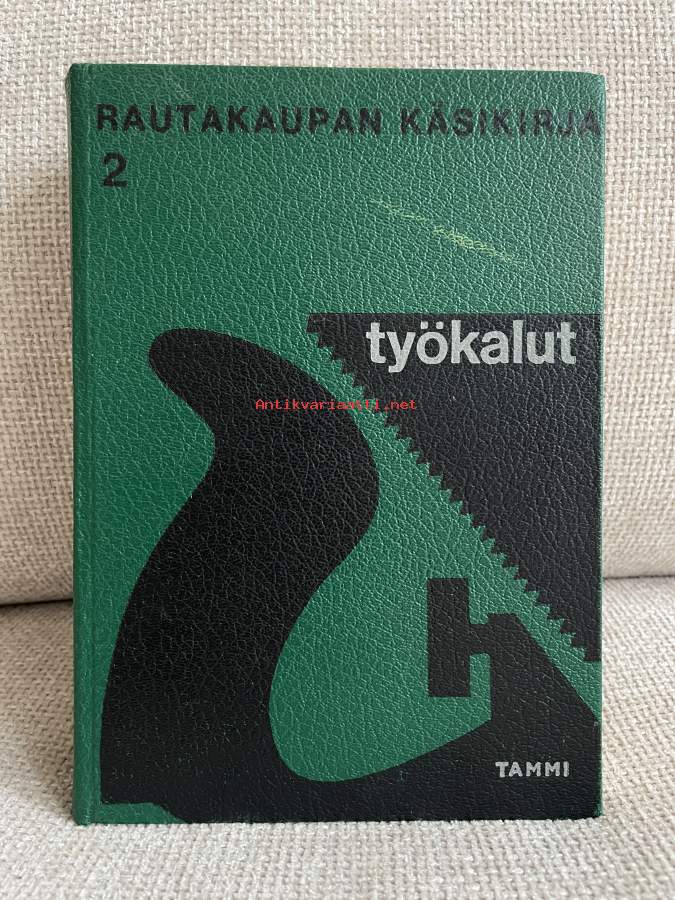 RAUTAKAUPAN KÄSIKIRJA
2
työkalut
Antikvariaatti.net
TAMMI